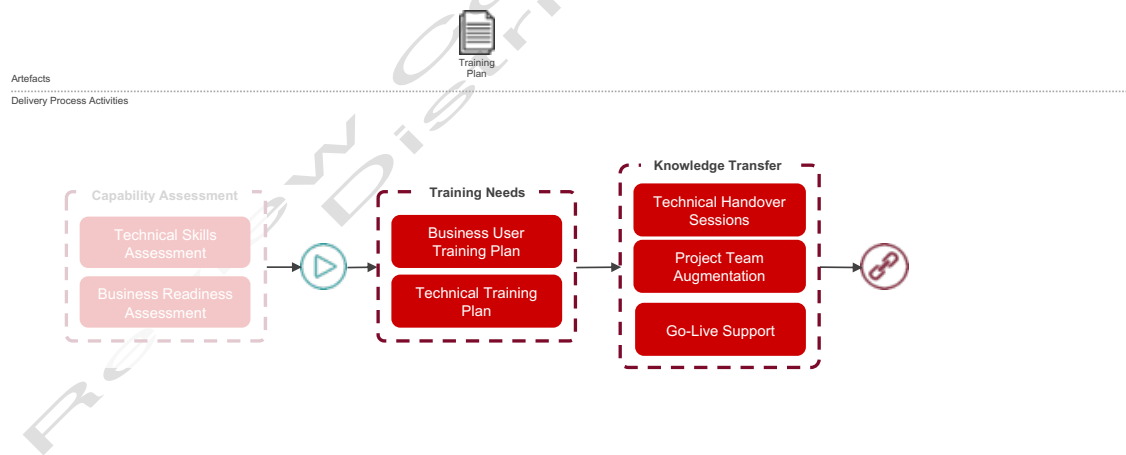 Training
Plan
Artefacts
Delivery Process Activities
Capability Assessment
Technical Skills
Assessment
Business Readiness
Assessment
Training Needs
Business User
Training Plan
Technical Training
Plan
Knowledge Transfer
Technical Handover
Sessions
Project Team
Augmentation
Go-Live Support